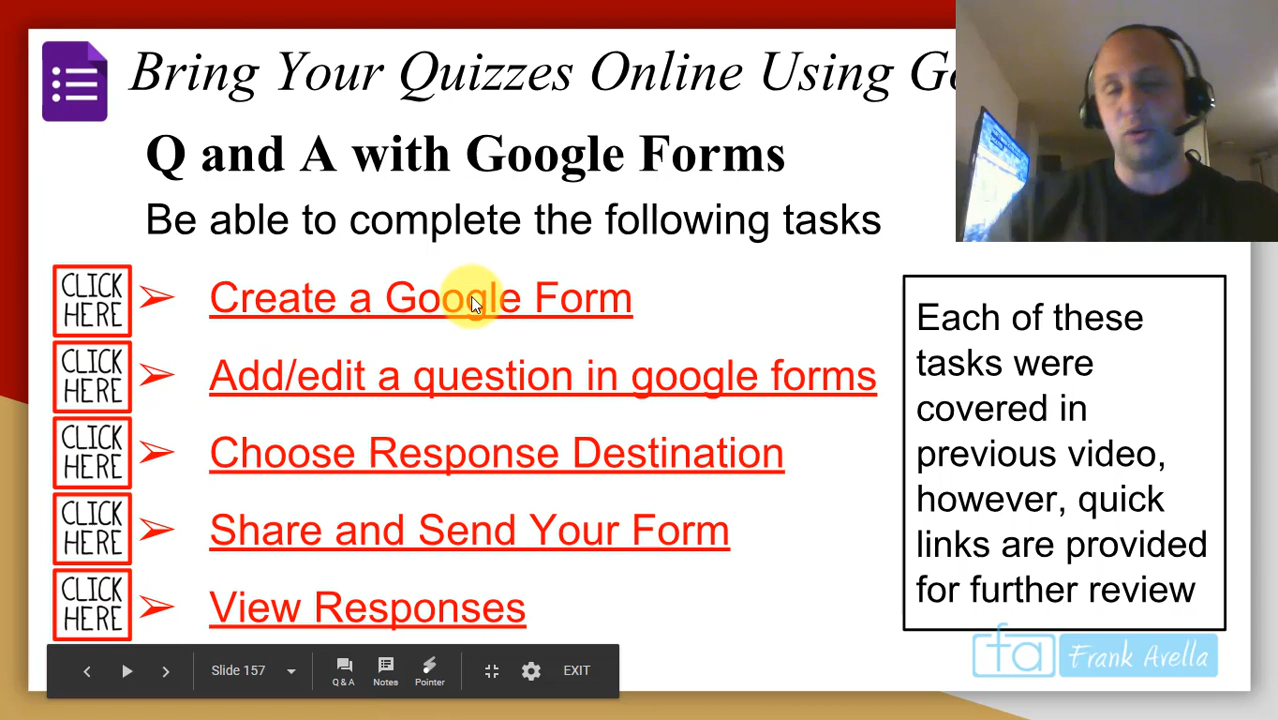 Bring Your Quizzes Online Using
Q and A with Google Forms
Be able to complete the following tasks
CLICK HERE ➢ Create a Google Form
CLICK HERE ➢ Add/edit a question in google forms
CLICK HERE ➢ Choose Response Destination
CLICK HERE ➢ Share and Send Your Form
CLICK HERE ➢ View Responses
Each of these
tasks were
covered in
previous video,
however, quick
links are provided
for further review
fa Frank Avella
Slide 157 Q & A Notes Pointer EXIT